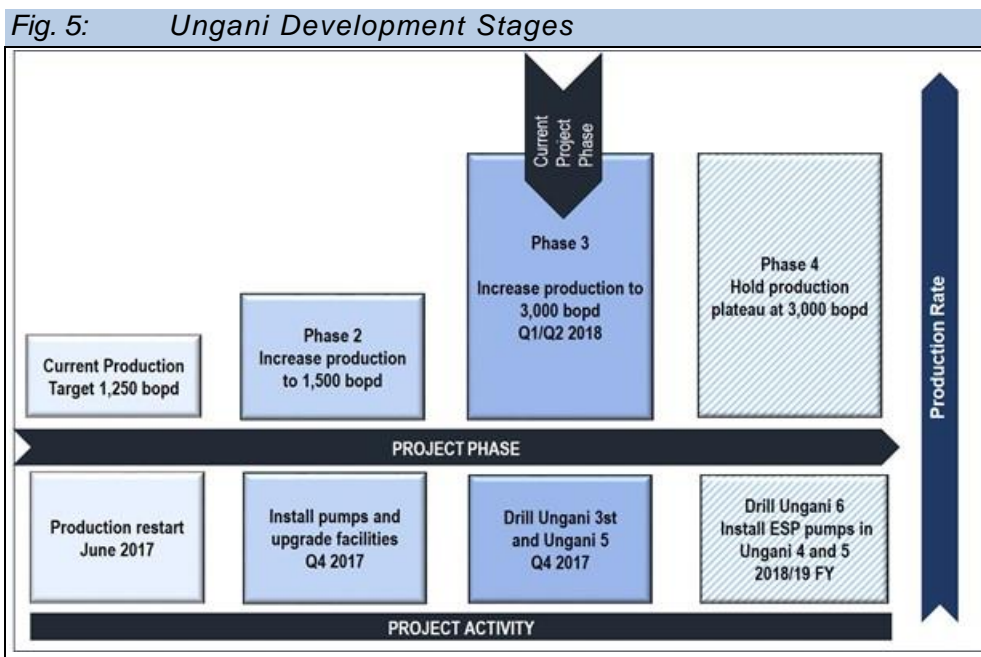 Fig. 5: Ungani Development Stages
Current
Project
Phase
Phase 3
Increase production to
3,000 bopd
Q1/Q2 2018
Phase 4
Hold production
plateau at 3,000 bopd
Phase 2
Increase production
to 1,500 bopd
Current Production
Target 1,250 bopd
Production Rate
PROJECT PHASE
Production restart
June 2017
Install pumps and
upgrade facilities
Q4 2017
Drill Ungani 3st
and Ungani 5
Q4 2017
Drill Ungani 6
Install ESP pumps in
Ungani 4 and 5
2018/19 FY
PROJECT ACTIVITY